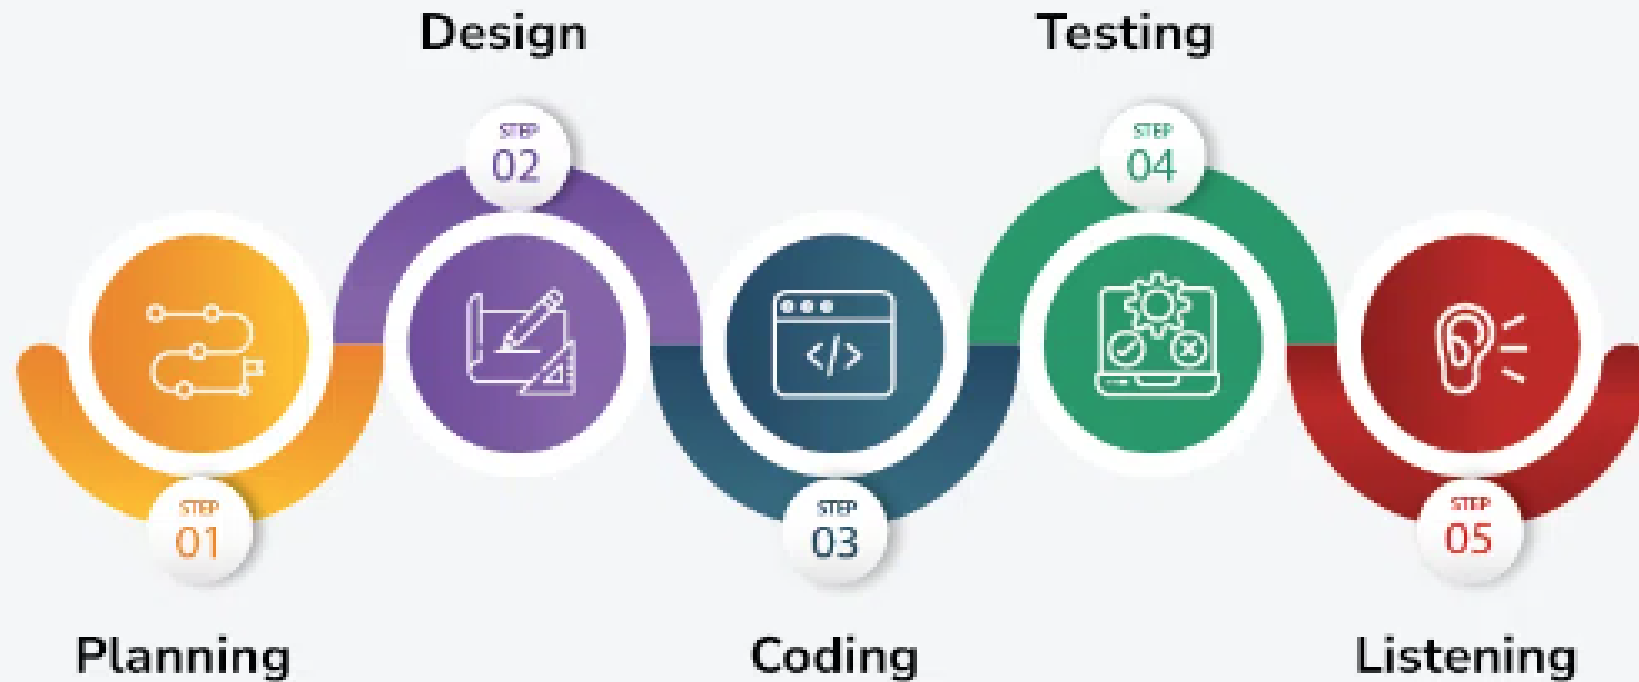 Design
Testing
STEP
02
STEP
04
</>
STEP
01
STEP
03
STEP
05
Planning
Coding
Listening